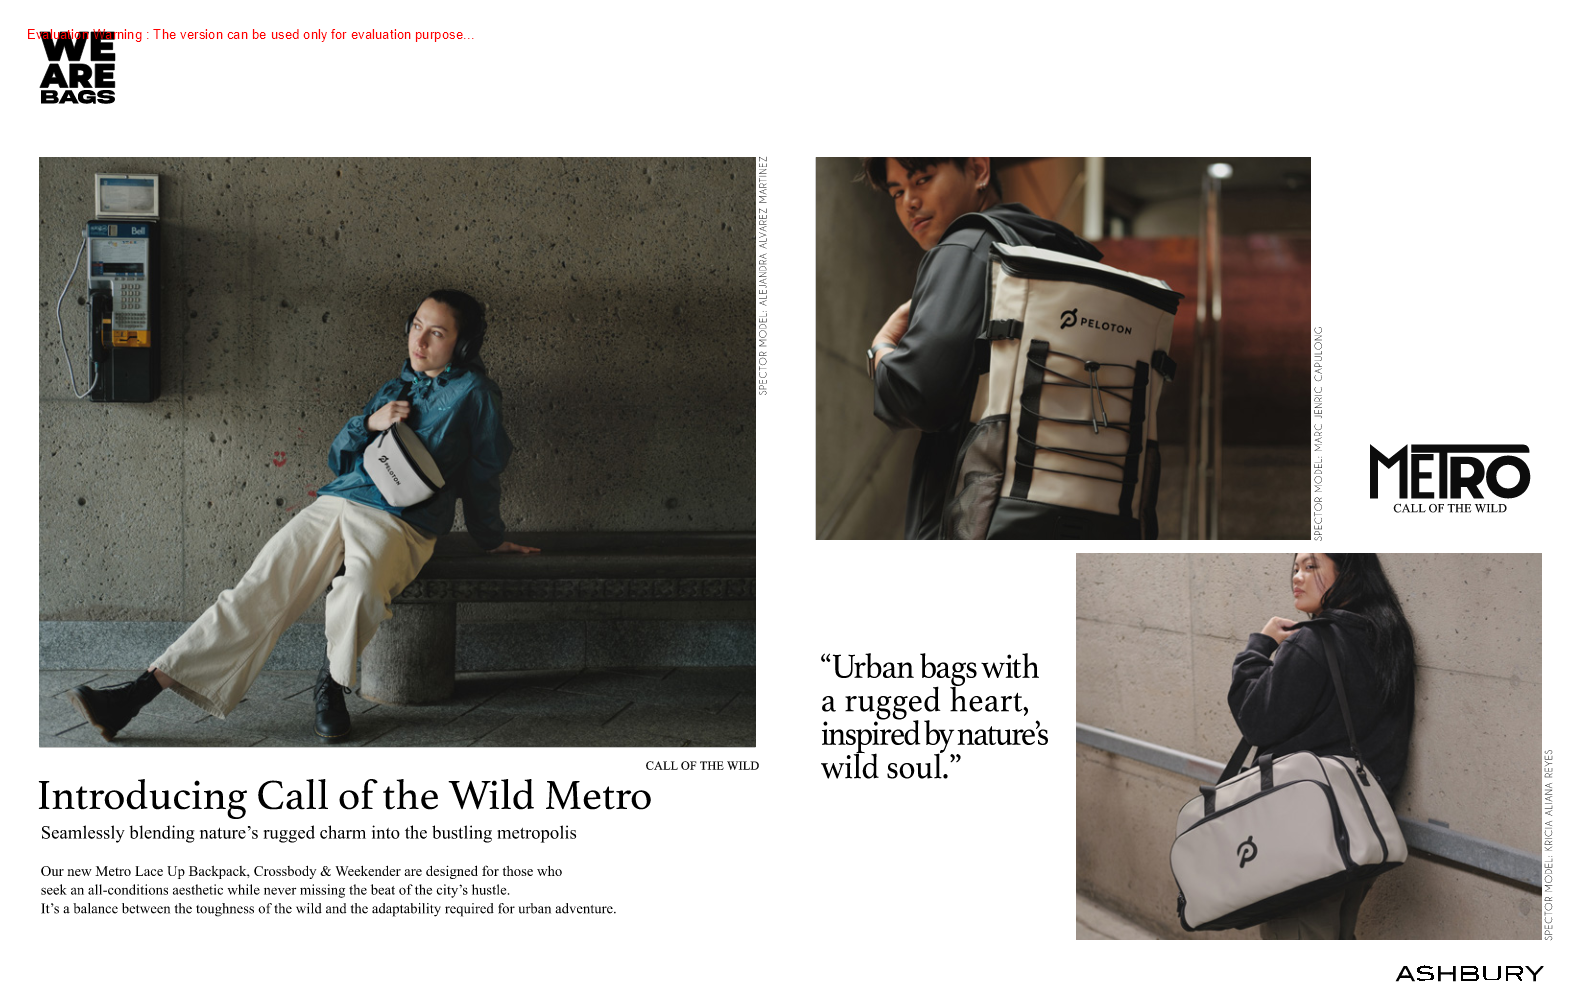 Evaluation Warning : The version can be used only for evaluation purpose...
WE
ARE
BAGS
Bell
PELOTON
SPECTOR MODEL: ALEJANDRA ALVAREZ MARTINEZ
CALL OF THE WILD
Introducing Call of the Wild Metro
Seamlessly blending nature’s rugged charm into the bustling metropolis
Our new Metro Lace Up Backpack, Crossbody & Weekender are designed for those who
seek an all-conditions aesthetic while never missing the beat of the city’s hustle.
It’s a balance between the toughness of the wild and the adaptability required for urban adventure.
PELOTON
SPECTOR MODEL: MARC JENRIC CAPULONG
METRO
CALL OF THE WILD
“Urban bags with
a rugged heart,
inspired by nature’s
wild soul.”
SPECTOR MODEL: KRICIA ALIANA REYES
ASHBURY